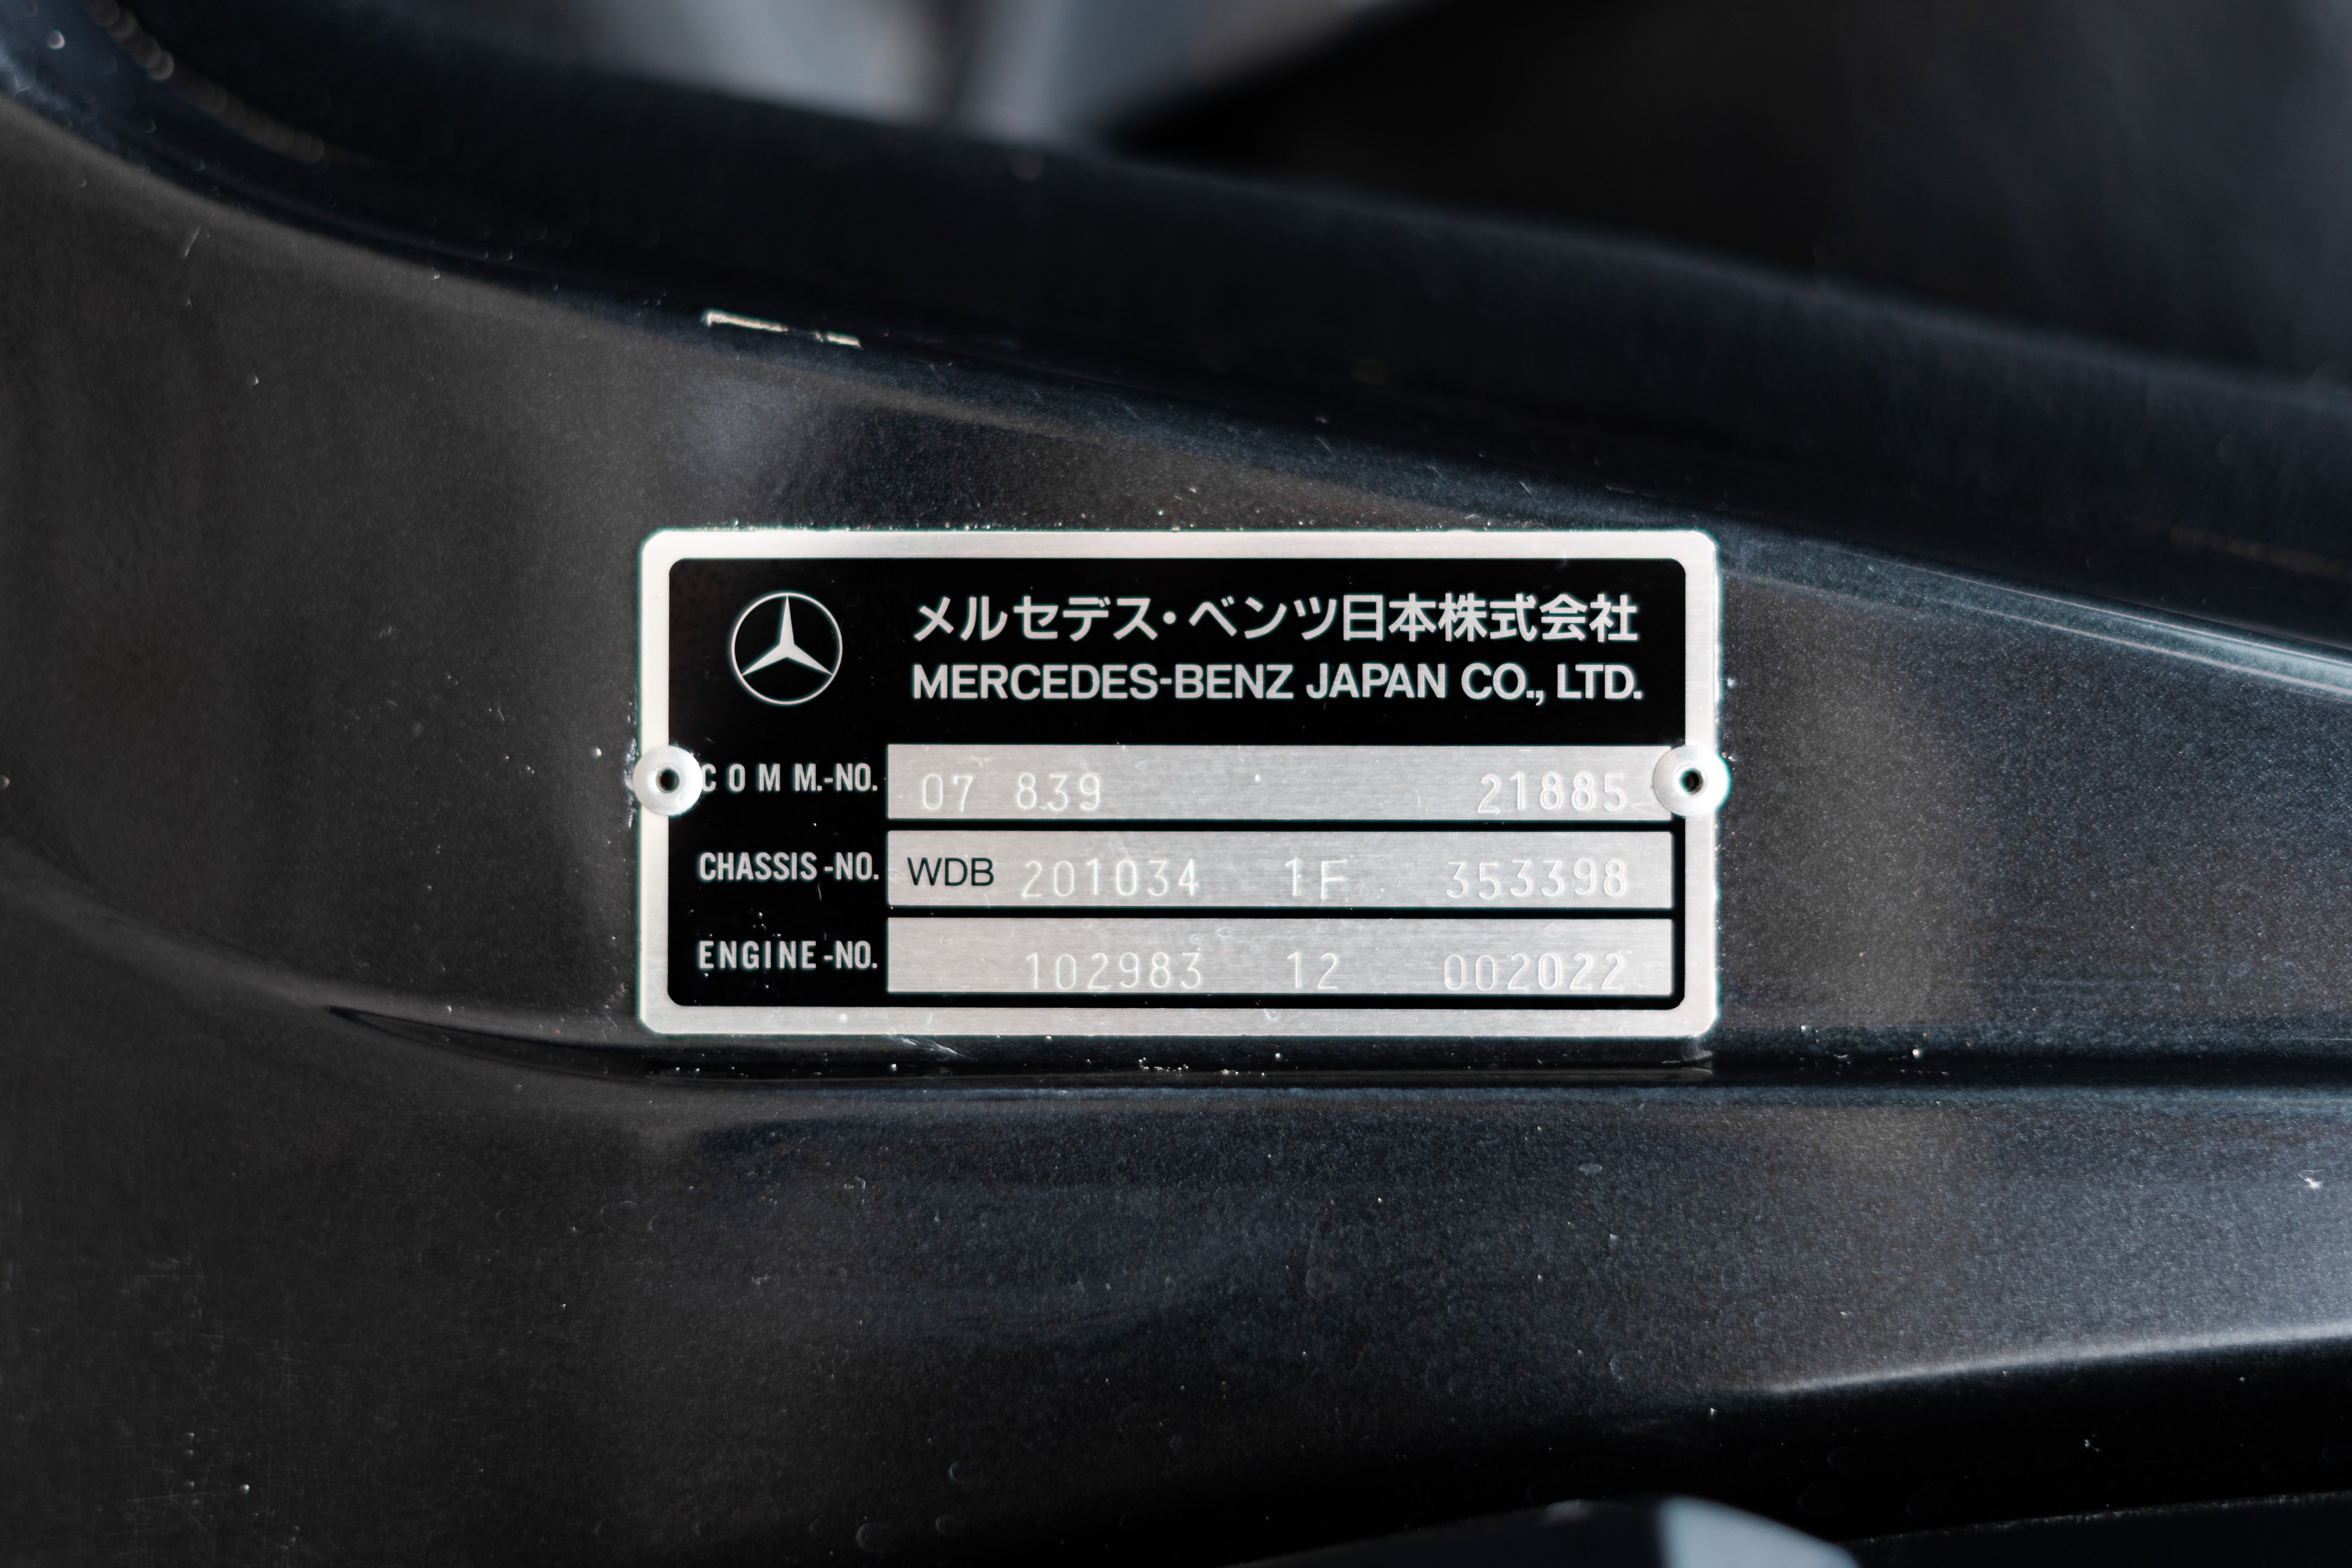 メルセデス・ベンツ日本株式会社
MERCEDES-BENZ JAPAN CO., LTD.
COMM.-NO. 07 839 21885
CHASSIS-NO. WDB 201034 1F 353398
ENGINE-NO. 102983 12 002022